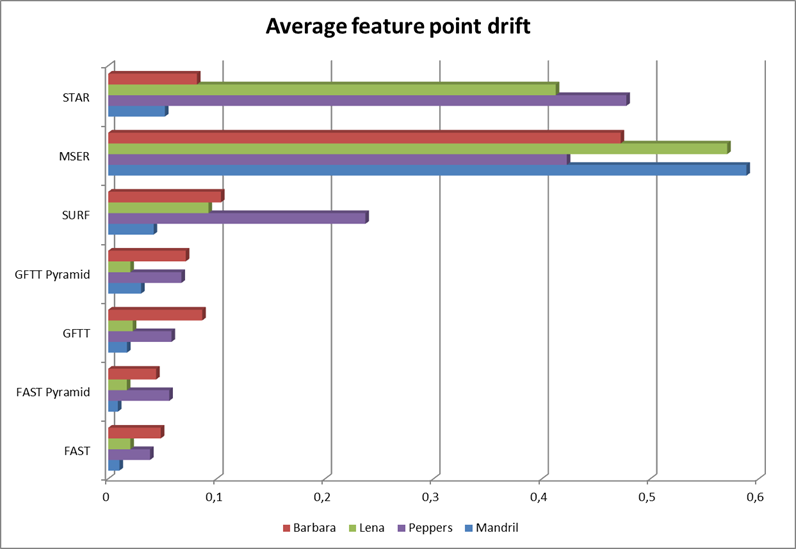 Average feature point drift
STAR
MSER
SURF
GFTT Pyramid
GFTT
FAST Pyramid
FAST
0 0,1 0,2 0,3 0,4 0,5 0,6
Barbara Lena Peppers Mandril